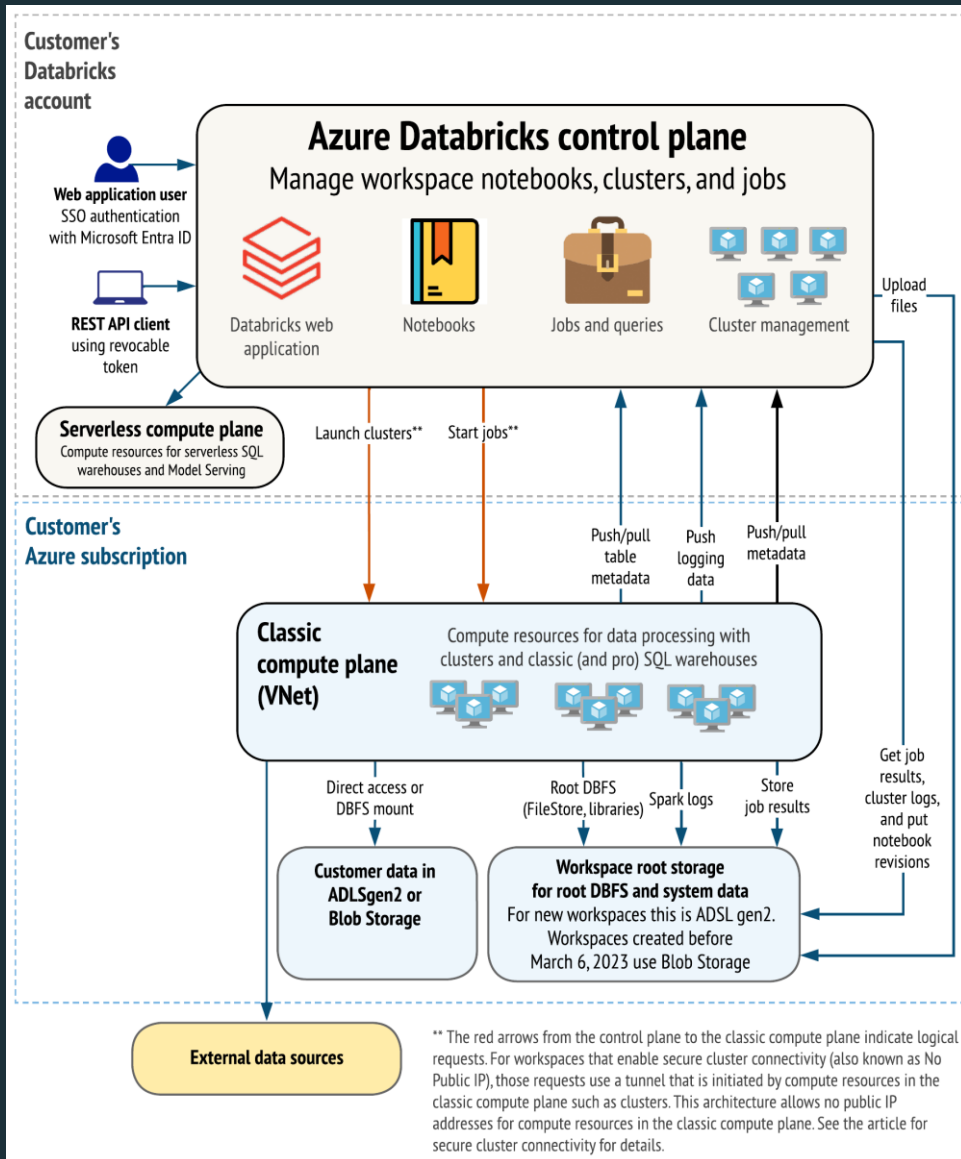 Customer's
Databricks
account
Azure Databricks control plane
Manage workspace notebooks, clusters, and jobs
Web application user
SSO authentication
with Microsoft Entra ID
REST API client
using revocable
token
Databricks web
application
Notebooks
Jobs and queries
Cluster management
Upload
files
Serverless compute plane
Compute resources for serverless SQL
warehouses and Model Serving
Launch clusters**
Start jobs**
Customer's
Azure subscription
Push/pull
table
metadata
Push
logging
data
Push/pull
metadata
Classic
compute plane
(VNet)
Compute resources for data processing with
clusters and classic (and pro) SQL warehouses
Direct access or
DBFS mount
Root DBFS
(FileStore, libraries)
Spark logs
Store
job results
Get job
results,
cluster logs,
and put
notebook
revisions
Customer data in
ADLSgen2 or
Blob Storage
Workspace root storage
for root DBFS and system data
For new workspaces this is ADSL gen2.
Workspaces created before
March 6, 2023 use Blob Storage
External data sources
** The red arrows from the control plane to the classic compute plane indicate logical
requests. For workspaces that enable secure cluster connectivity (also known as No
Public IP), those requests use a tunnel that is initiated by compute resources in the
classic compute plane such as clusters. This architecture allows no public IP
addresses for compute resources in the classic compute plane. See the article for
secure cluster connectivity for details.